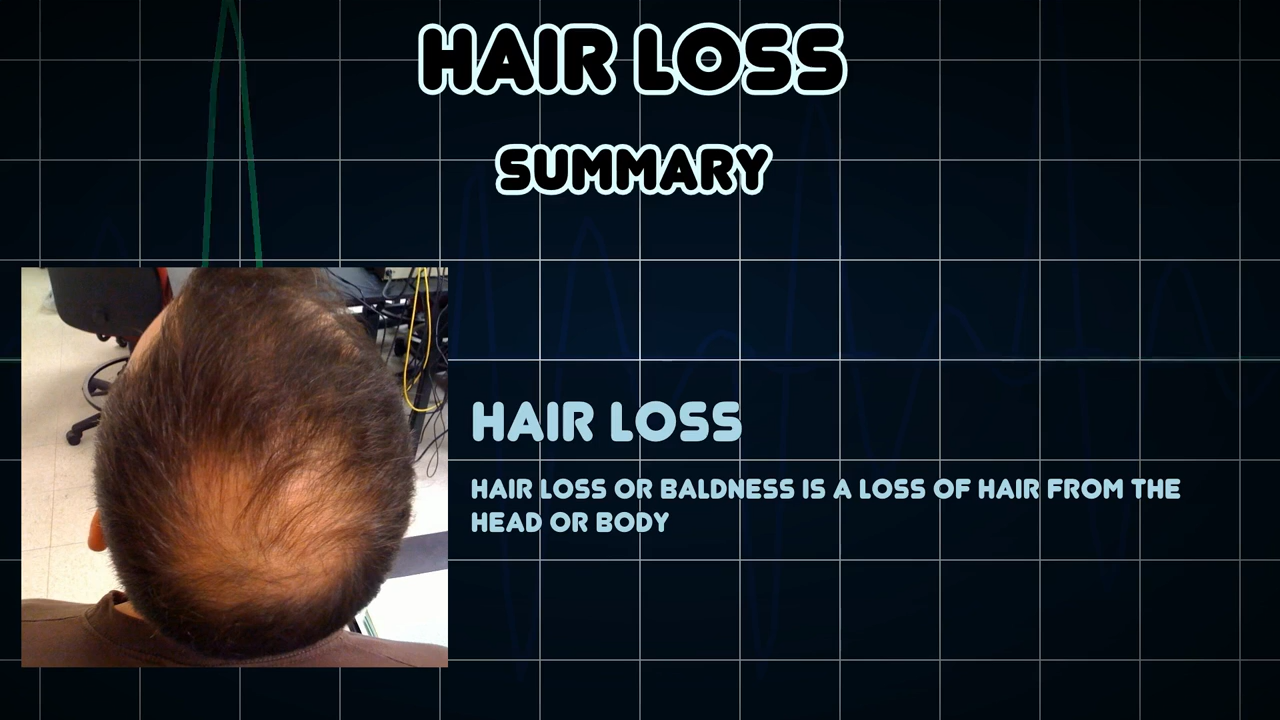 HAIR LOSS
SUMMARY
HAIR LOSS
HAIR LOSS OR BALDNESS IS A LOSS OF HAIR FROM THE
HEAD OR BODY